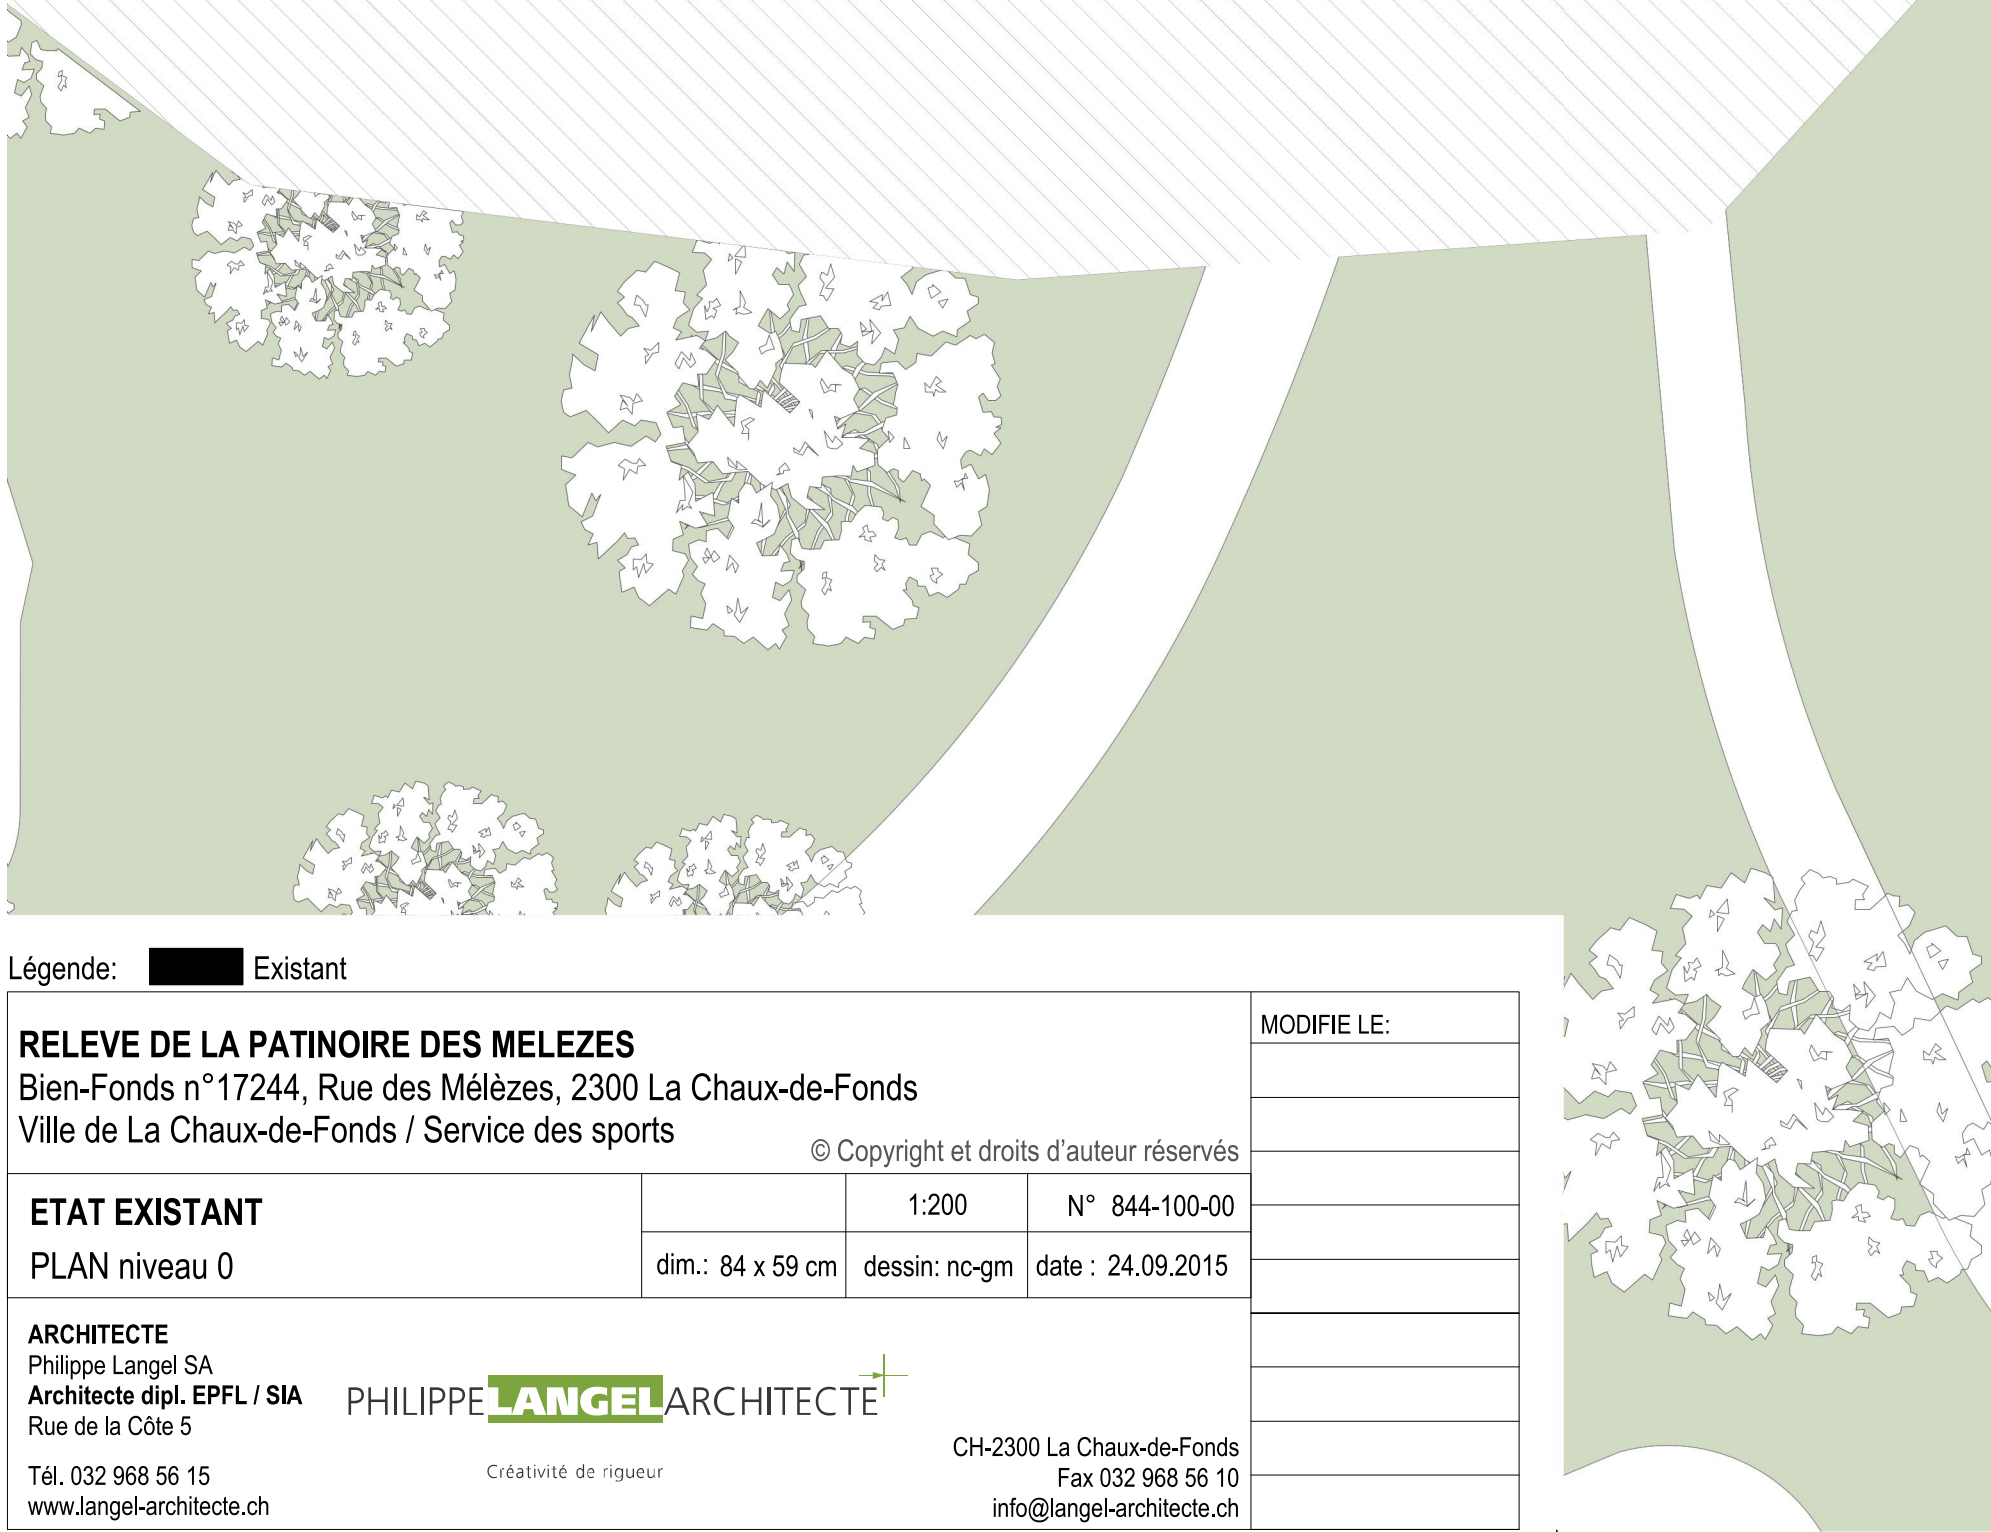 Légende: Existant
RELEVE DE LA PATINOIRE DES MELEZES
Bien-Fonds n°17244, Rue des Mélèzes, 2300 La Chaux-de-Fonds
Ville de La Chaux-de-Fonds / Service des sports
© Copyright et droits d'auteur réservés
MODIFIE LE:
ETAT EXISTANT
PLAN niveau 0
1:200
N° 844-100-00
dim.: 84 x 59 cm
dessin: nc-gm
date : 24.09.2015
ARCHITECTE
Philippe Langel SA
Architecte dipl. EPFL / SIA
Rue de la Côte 5
Tél. 032 968 56 15
www.langel-architecte.ch
PHILIPPELANGELARCHITECTE
Créativité de rigueur
CH-2300 La Chaux-de-Fonds
Fax 032 968 56 10
info@langel-architecte.ch